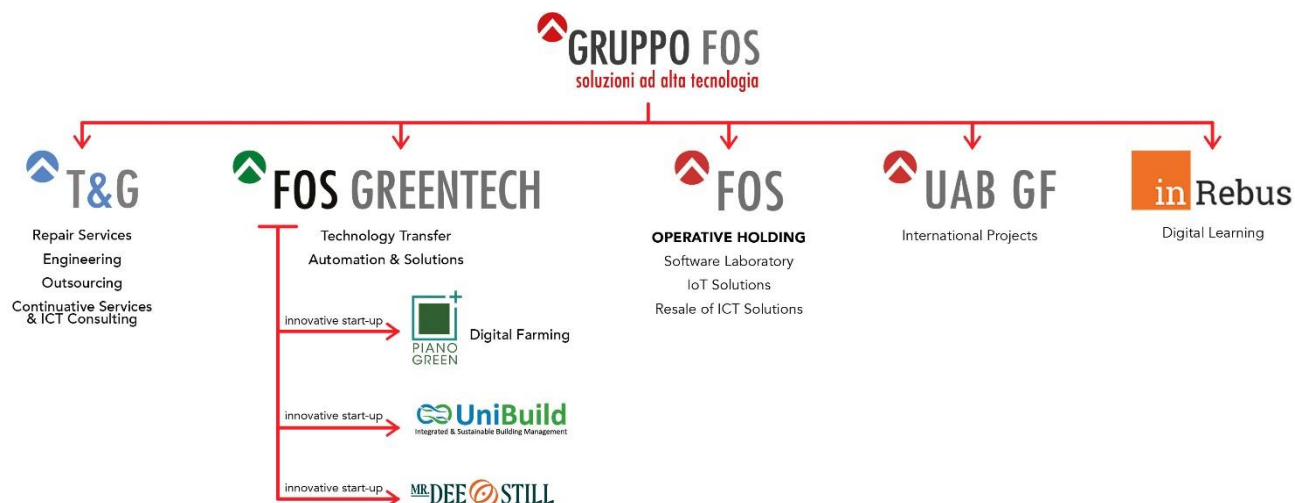 GRUPPO FOS
soluzioni ad alta tecnologia
T&G
Repair Services
Engineering
Outsourcing
Continuative Services
& ICT Consulting
FOS GREENTECH
Technology Transfer
Automation & Solutions
innovative start-up
PIANO
GREEN
Digital Farming
innovative start-up
UniBuild
Integrated & Sustainable Building Management
innovative start-up
MR. DEE STILL
FOS
OPERATIVE HOLDING
Software Laboratory
IoT Solutions
Resale of ICT Solutions
UAB GF
International Projects
in Rebus
Digital Learning